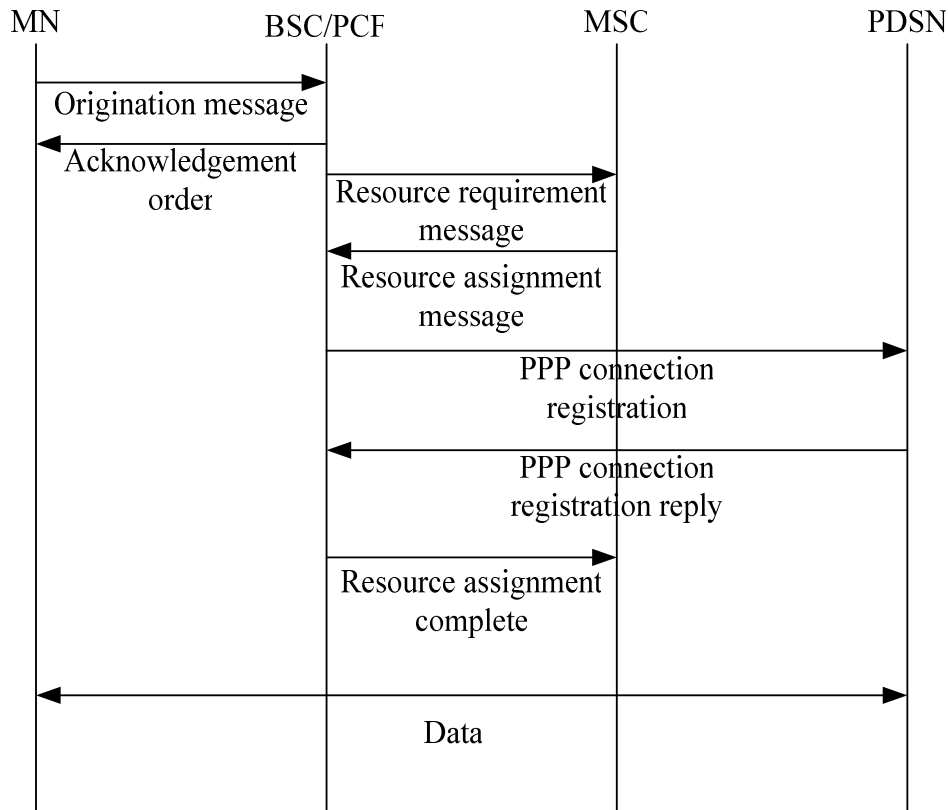 MN
BSC/PCF
MSC
PDSN
Origination message
Acknowledgement
order
Resource requirement
message
Resource assignment
message
PPP connection
registration
PPP connection
registration reply
Resource assignment
complete
Data